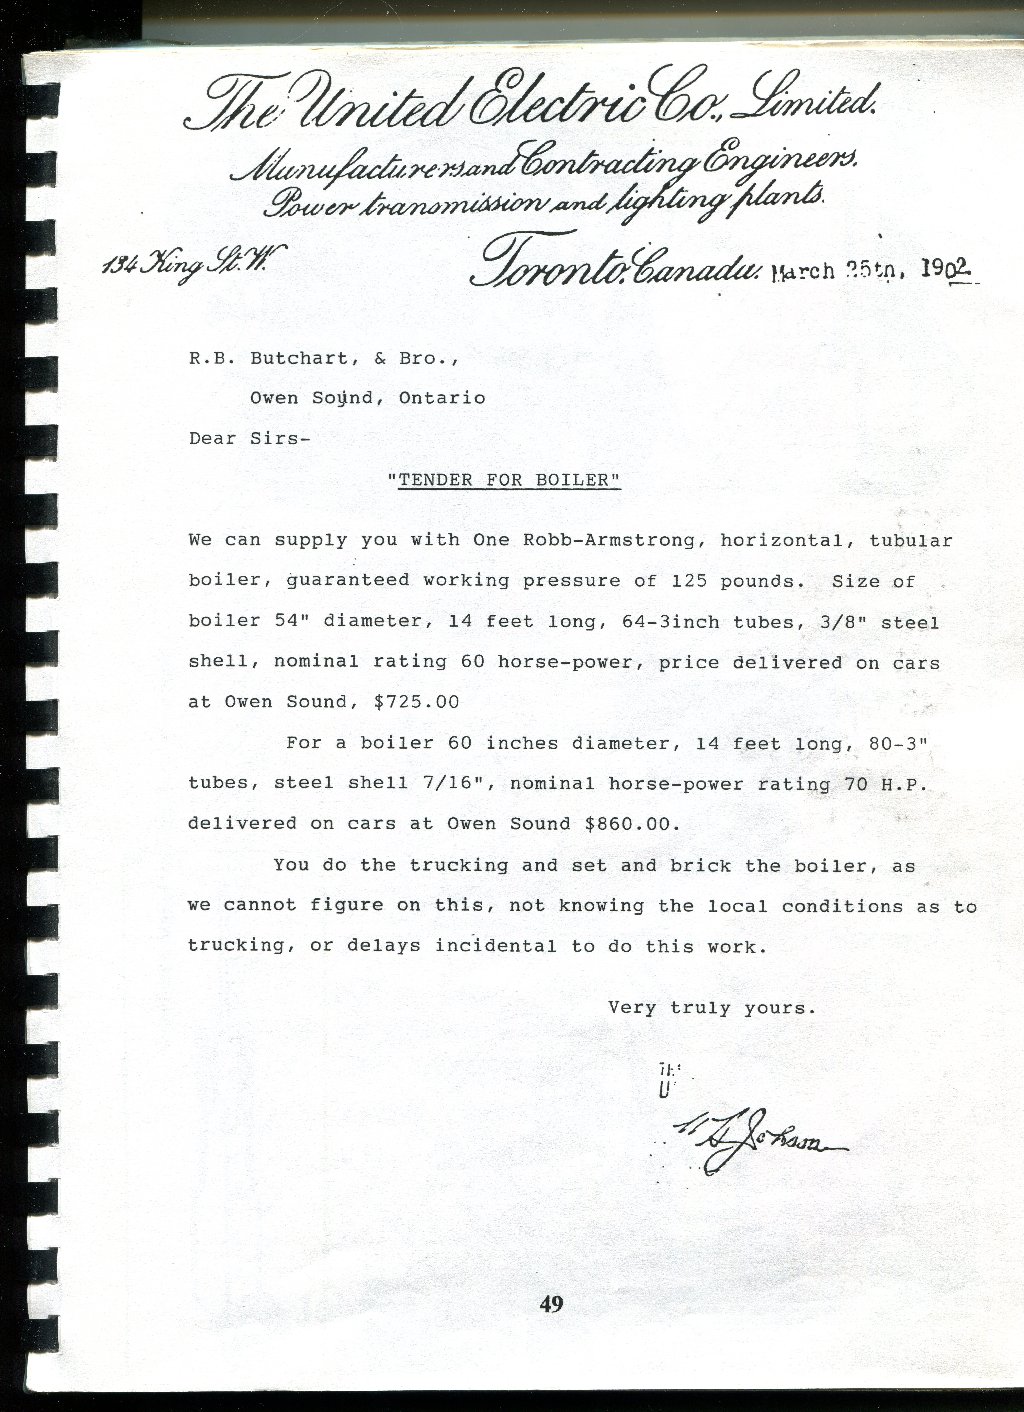 The United Electric Co., Limited.
Manufacturers and Contracting Engineers.
Power transmission and lighting plants.
134 King St. W.
Toronto, Canada, March 25th, 1902
R.B. Butchart, & Bro.,
Owen Sound, Ontario
Dear Sirs-
"TENDER FOR BOILER"
We can supply you with One Robb-Armstrong, horizontal, tubular
boiler, guaranteed working pressure of 125 pounds. Size of
boiler 54" diameter, 14 feet long, 64-3inch tubes, 3/8" steel
shell, nominal rating 60 horse-power, price delivered on cars
at Owen Sound, $725.00
For a boiler 60 inches diameter, 14 feet long, 80-3"
tubes, steel shell 7/16", nominal horse-power rating 70 H.P.
delivered on cars at Owen Sound $860.00.
You do the trucking and set and brick the boiler, as
we cannot figure on this, not knowing the local conditions as to
trucking, or delays incidental to do this work.
Very truly yours.
49